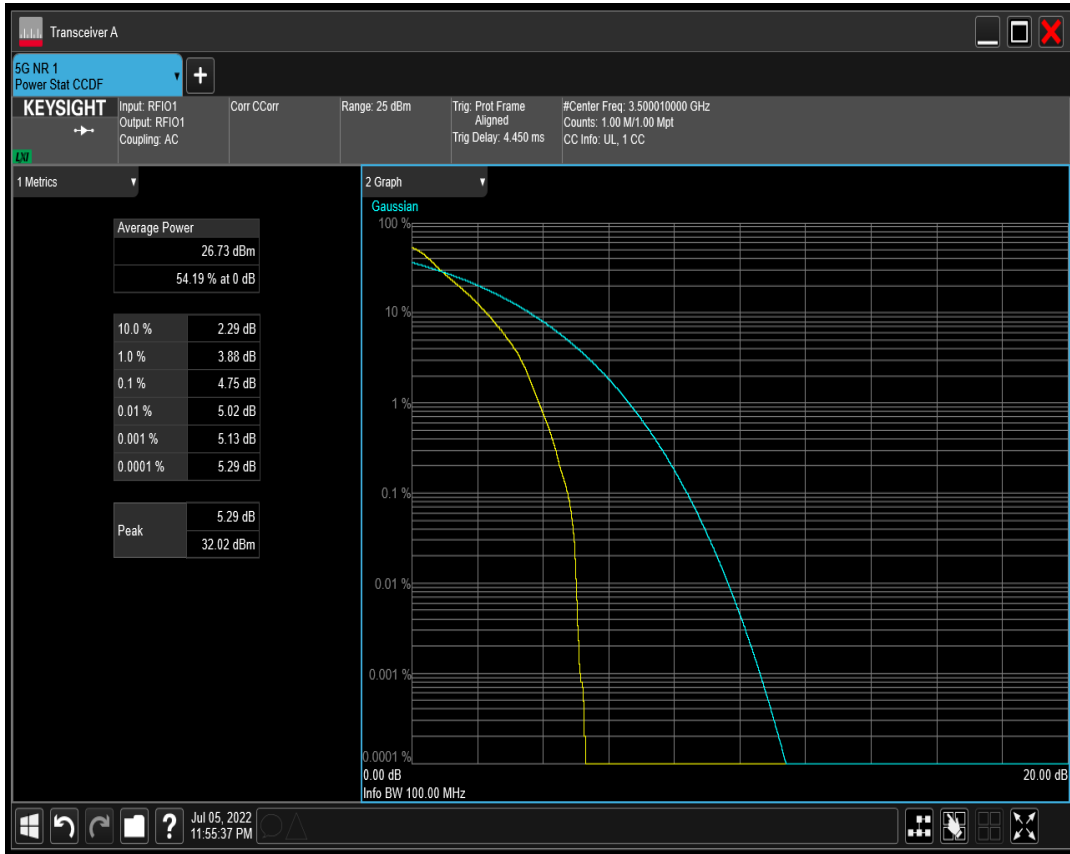 Transceiver A
5G NR 1
Power Stat CCDF
+
KEYSIGHT
LXI
Input: RFIO1
Output: RFIO1
Coupling: AC
Corr CCorr
Range: 25 dBm
Trig: Prot Frame
Aligned
Trig Delay: 4.450 ms
#Center Freq: 3.500010000 GHz
Counts: 1.00 M/1.00 Mpt
CC Info: UL, 1 CC
1 Metrics
Average Power
26.73 dBm
54.19 % at 0 dB
10.0 % 2.29 dB
1.0 % 3.88 dB
0.1 % 4.75 dB
0.01 % 5.02 dB
0.001 % 5.13 dB
0.0001 % 5.29 dB
Peak
5.29 dB
32.02 dBm
2 Graph
Gaussian
100 %
10 %
1 %
0.1 %
0.01 %
0.001 %
0.0001 %
0.00 dB 20.00 dB
Info BW 100.00 MHz
?
Jul 05, 2022
11:55:37 PM